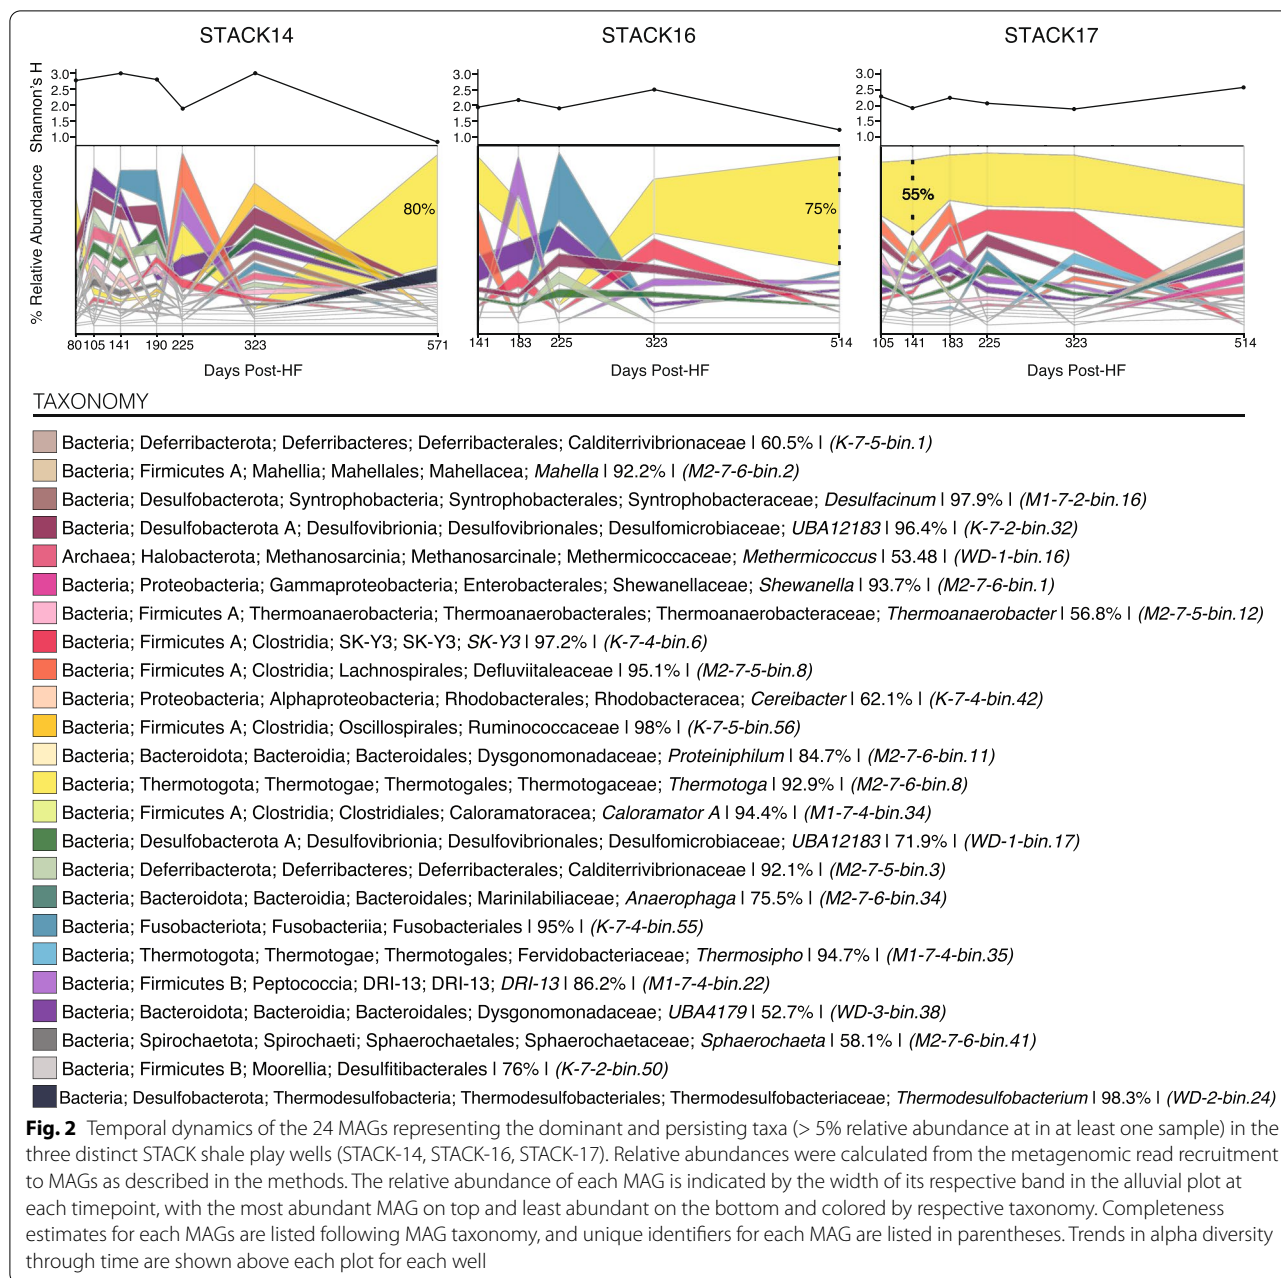 STACK14 STACK16 STACK17
Shannon's H
3.0 2.5 2.0 1.5 1.0
3.0 2.5 2.0 1.5 1.0
3.0 2.5 2.0 1.5 1.0
% Relative Abundance
80% 75% 55%
80 105 141 190 225 323 571
141 183 225 323 514
105 141 183 225 323 514
Days Post-HF Days Post-HF Days Post-HF
TAXONOMY
Bacteria; Deferribacterota; Deferribacteres; Deferribacterales; Calditerrivibrionaceae | 60.5% | (K-7-5-bin.1)
Bacteria; Firmicutes A; Mahellia; Mahellales; Mahellacea; Mahella | 92.2% | (M2-7-6-bin.2)
Bacteria; Desulfobacterota; Syntrophobacteria; Syntrophobacterales; Syntrophobacteraceae; Desulfacinum | 97.9% | (M1-7-2-bin.16)
Bacteria; Desulfobacterota A; Desulfovibrionia; Desulfovibrionales; Desulfomicrobiaceae; UBA12183 | 96.4% | (K-7-2-bin.32)
Archaea; Halobacterota; Methanosarcinia; Methanosarcinale; Methermicoccaceae; Methermicoccus | 53.48 | (WD-1-bin.16)
Bacteria; Proteobacteria; Gammaproteobacteria; Enterobacterales; Shewanellaceae; Shewanella | 93.7% | (M2-7-6-bin.1)
Bacteria; Firmicutes A; Thermoanaerobacteria; Thermoanaerobacterales; Thermoanaerobacteraceae; Thermoanaerobacter | 56.8% | (M2-7-5-bin.12)
Bacteria; Firmicutes A; Clostridia; SK-Y3; SK-Y3; SK-Y3 | 97.2% | (K-7-4-bin.6)
Bacteria; Firmicutes A; Clostridia; Lachnospirales; Defluviitaleaceae | 95.1% | (M2-7-5-bin.8)
Bacteria; Proteobacteria; Alphaproteobacteria; Rhodobacterales; Rhodobacteracea; Cereibacter | 62.1% | (K-7-4-bin.42)
Bacteria; Firmicutes A; Clostridia; Oscillospirales; Ruminococcaceae | 98% | (K-7-5-bin.56)
Bacteria; Bacteroidota; Bacteroidia; Bacteroidales; Dysgonomonadaceae; Proteiniphilum | 84.7% | (M2-7-6-bin.11)
Bacteria; Thermotogota; Thermotogae; Thermotogales; Thermotogaceae; Thermotoga | 92.9% | (M2-7-6-bin.8)
Bacteria; Firmicutes A; Clostridia; Clostridiales; Caloramatoracea; Caloramator A | 94.4% | (M1-7-4-bin.34)
Bacteria; Desulfobacterota A; Desulfovibrionia; Desulfovibrionales; Desulfomicrobiaceae; UBA12183 | 71.9% | (WD-1-bin.17)
Bacteria; Deferribacterota; Deferribacteres; Deferribacterales; Calditerrivibrionaceae | 92.1% | (M2-7-5-bin.3)
Bacteria; Bacteroidota; Bacteroidia; Bacteroidales; Marinilabiliaceae; Anaerophaga | 75.5% | (M2-7-6-bin.34)
Bacteria; Fusobacteriota; Fusobacteriia; Fusobacteriales | 95% | (K-7-4-bin.55)
Bacteria; Thermotogota; Thermotogae; Thermotogales; Fervidobacteriaceae; Thermosipho | 94.7% | (M1-7-4-bin.35)
Bacteria; Firmicutes B; Peptococcia; DRI-13; DRI-13; DRI-13 | 86.2% | (M1-7-4-bin.22)
Bacteria; Bacteroidota; Bacteroidia; Bacteroidales; Dysgonomonadaceae; UBA4179 | 52.7% | (WD-3-bin.38)
Bacteria; Spirochaetota; Spirochaeti; Sphaerochaetales; Sphaerochaetaceae; Sphaerochaeta | 58.1% | (M2-7-6-bin.41)
Bacteria; Firmicutes B; Moorellia; Desulfitibacterales | 76% | (K-7-2-bin.50)
Bacteria; Desulfobacterota; Thermodesulfobacteria; Thermodesulfobacteriales; Thermodesulfobacteriaceae; Thermodesulfobacterium | 98.3% | (WD-2-bin.24)
Fig. 2 Temporal dynamics of the 24 MAGs representing the dominant and persisting taxa (> 5% relative abundance at in at least one sample) in the
three distinct STACK shale play wells (STACK-14, STACK-16, STACK-17). Relative abundances were calculated from the metagenomic read recruitment
to MAGs as described in the methods. The relative abundance of each MAG is indicated by the width of its respective band in the alluvial plot at
each timepoint, with the most abundant MAG on top and least abundant on the bottom and colored by respective taxonomy. Completeness
estimates for each MAGs are listed following MAG taxonomy, and unique identifiers for each MAG are listed in parentheses. Trends in alpha diversity
through time are shown above each plot for each well